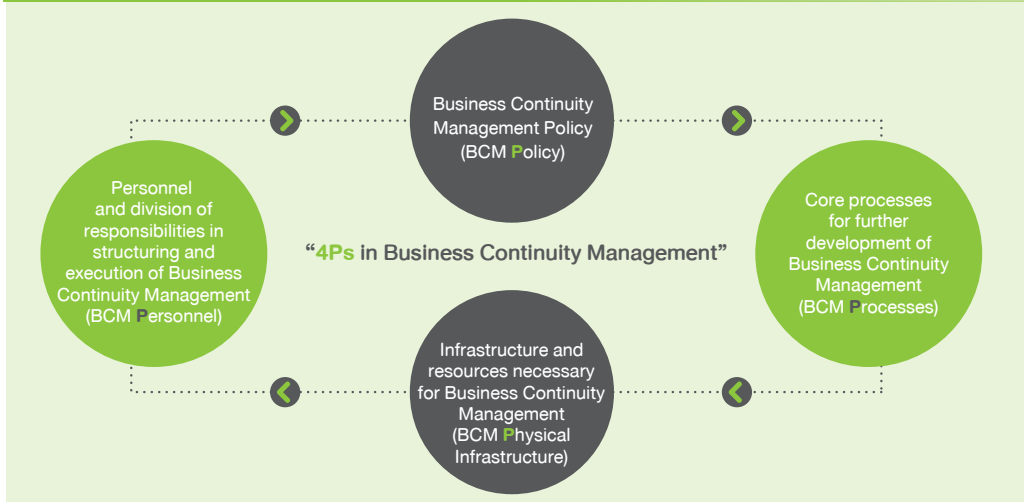 Business Continuity
Management Policy
(BCM Policy)
Personnel
and division of
responsibilities in
structuring and
execution of Business
Continuity Management
(BCM Personnel)
“4Ps in Business Continuity Management”
Core processes
for further
development of
Business Continuity
Management
(BCM Processes)
Infrastructure and
resources necessary
for Business Continuity
Management
(BCM Physical
Infrastructure)